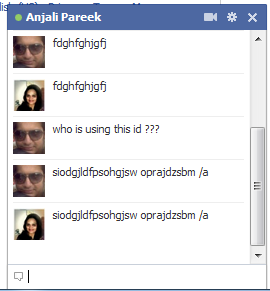 Anjali Pareek
fdghfghjgfj
fdghfghjgfj
who is using this id ???
siodgjldfpsohgjsw oprajdzsbm /a
siodgjldfpsohgjsw oprajdzsbm /a